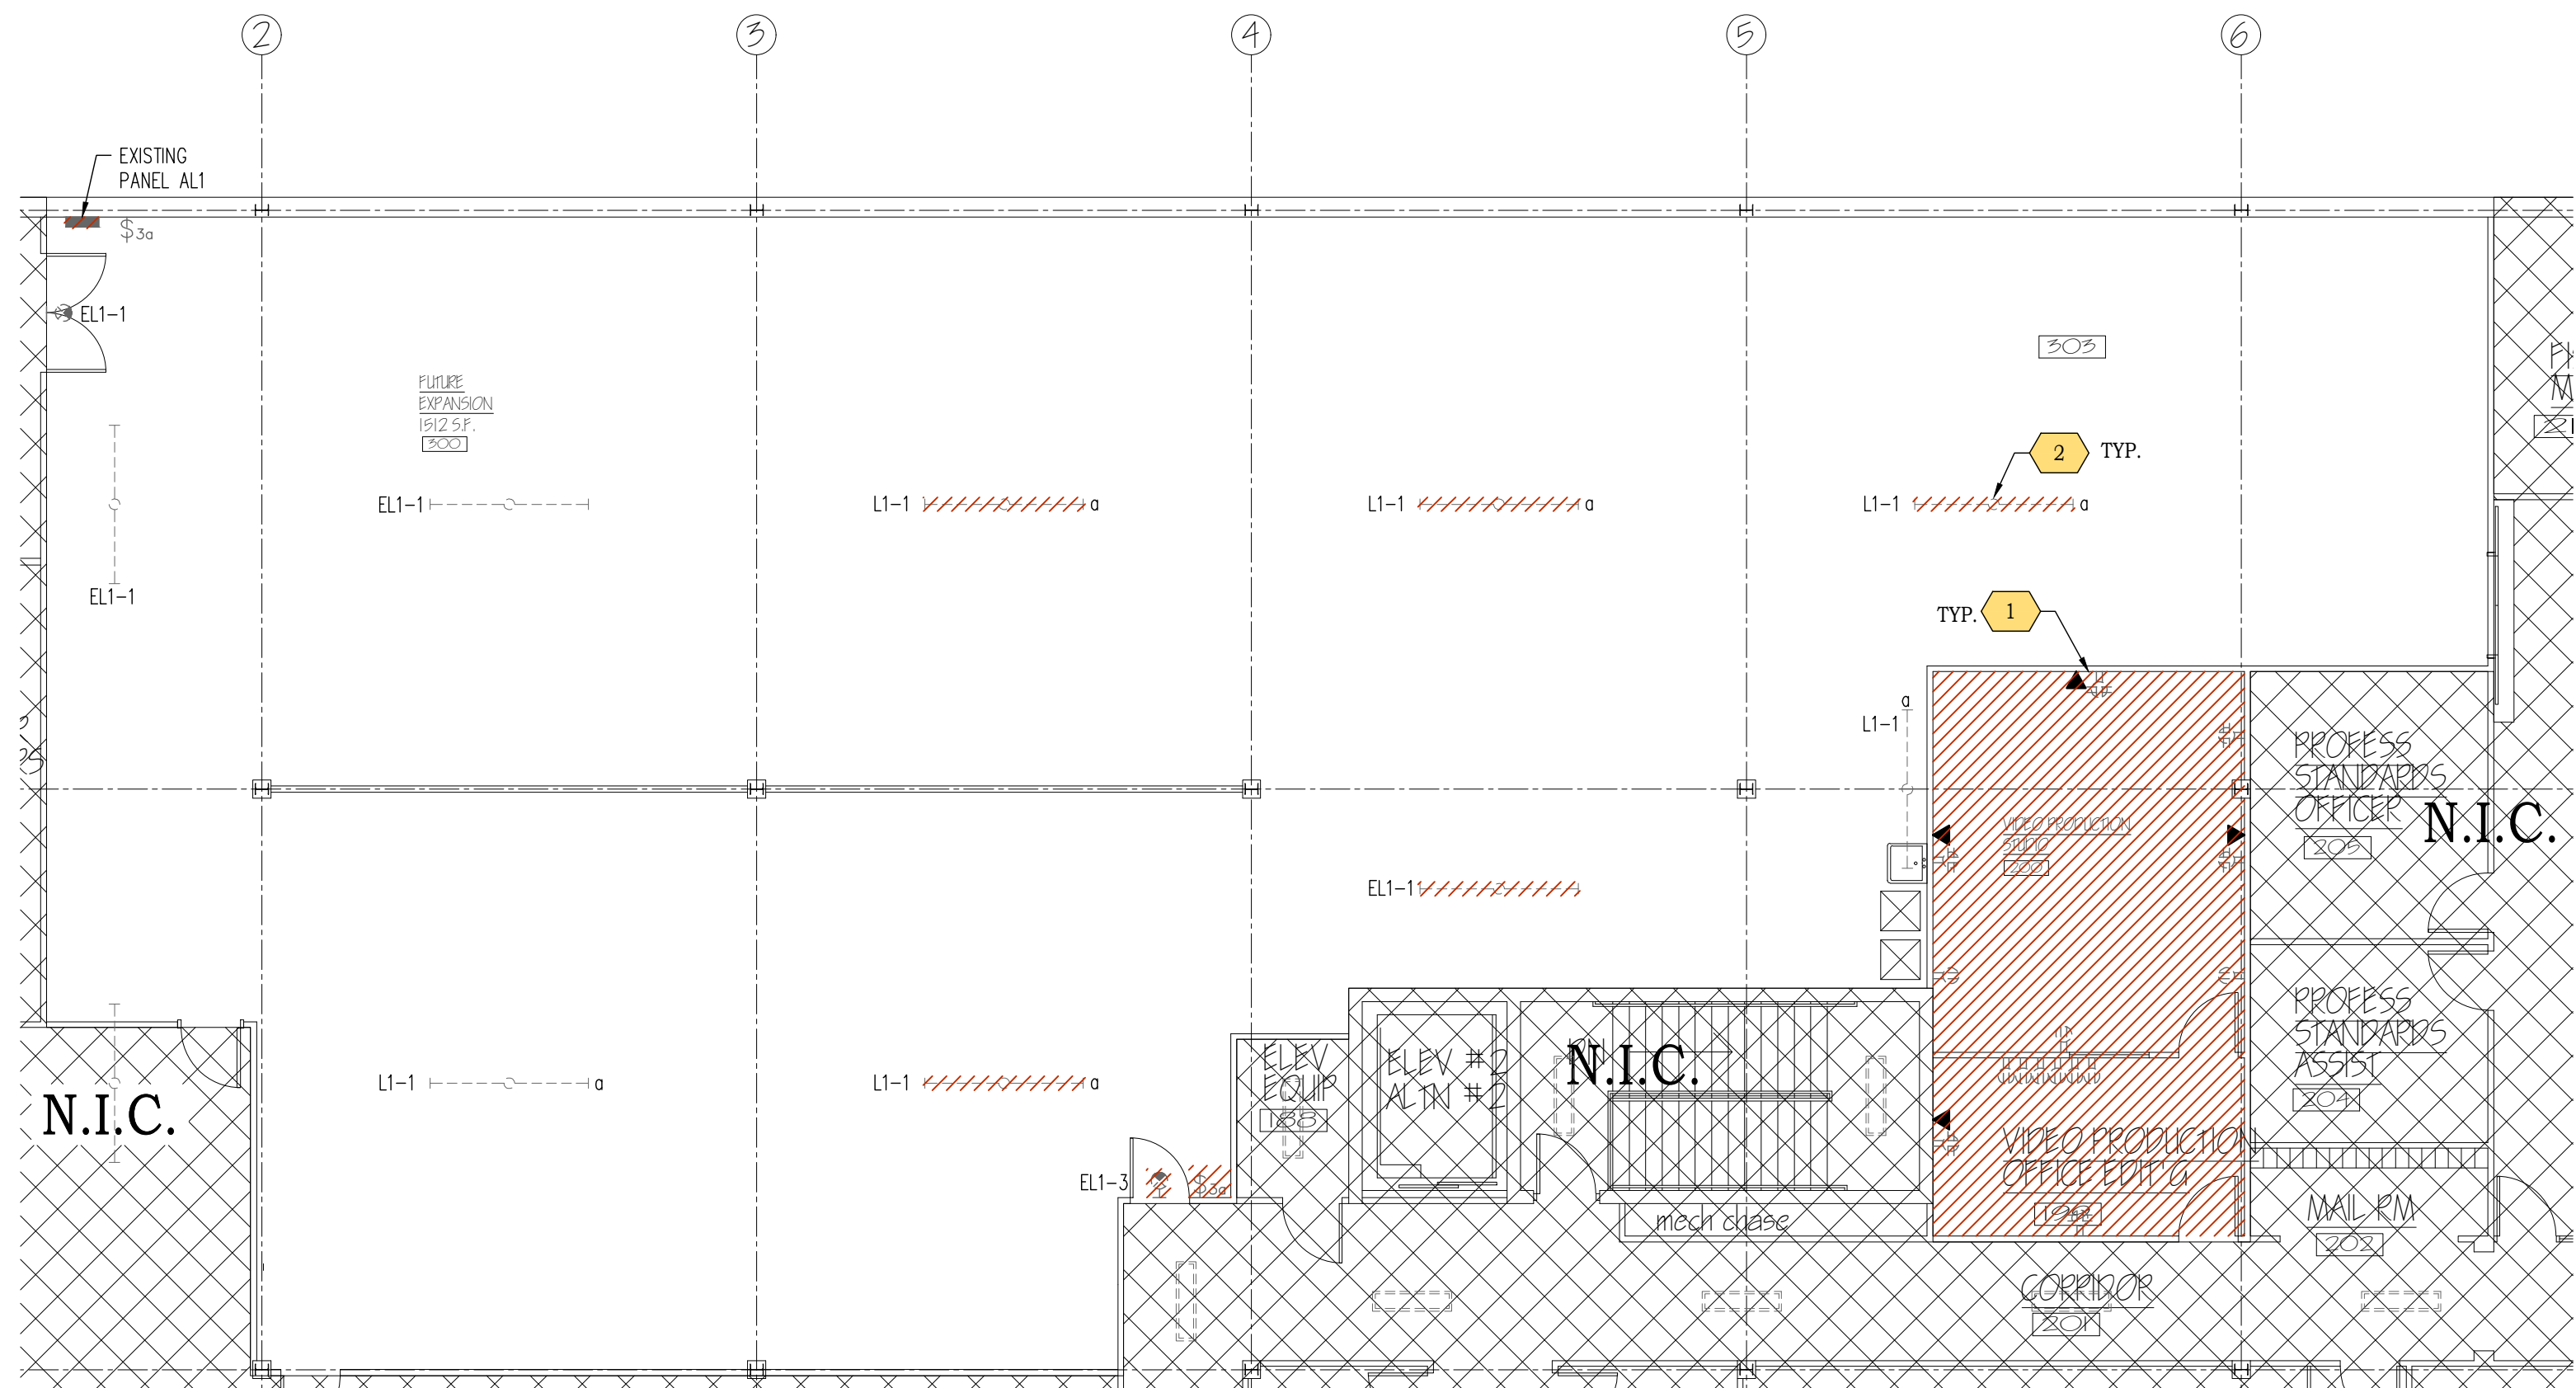 2
3
4
5
6
EXISTING
PANEL AL1
$3a
EL1-1
303
FUTURE
EXPANSION
1512 S.F.
300
2 TYP.
EL1-1
L1-1
a
L1-1
a
L1-1
a
EL1-1
TYP. 1
a
L1-1
PROFESS
STANDARDS
OFFICER
205
N.I.C.
VIDEO PRODUCTION
STUDIO
200
EL1-1
PROFESS
STANDARDS
ASSIST
204
ELEV
EQUIP
188
ELEV #2
ALTN #2
N.I.C.
N.I.C.
L1-1
a
L1-1
a
VIDEO PRODUCTION
OFFICE EDIT'G
EL1-3
$3a
mech chase
MAIL RM
202
CORRIDOR
201